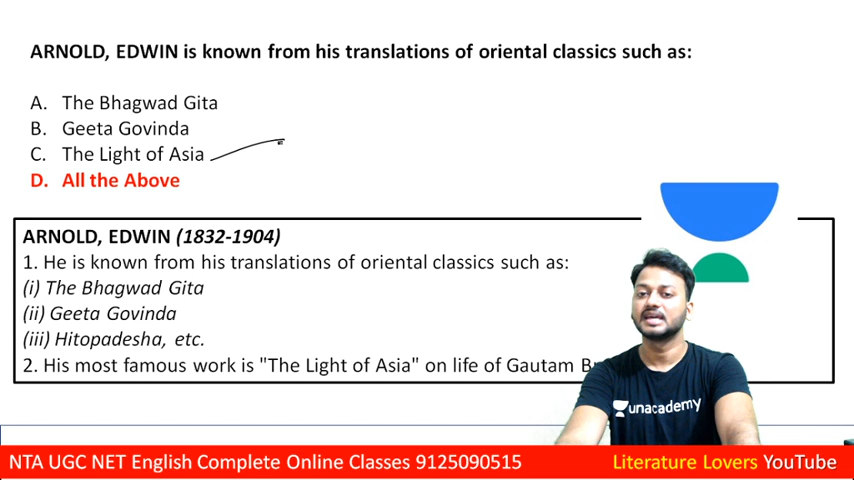 ARNOLD, EDWIN is known from his translations of oriental classics such as:
A. The Bhagwad Gita
B. Geeta Govinda
C. The Light of Asia
D. All the Above
ARNOLD, EDWIN (1832-1904)
1. He is known from his translations of oriental classics such as:
(i) The Bhagwad Gita
(ii) Geeta Govinda
(iii) Hitopadesha, etc.
2. His most famous work is "The Light of Asia" on life of Gautam
unacademy
NTA UGC NET English Complete Online Classes 9125090515
Literature Lovers YouTube